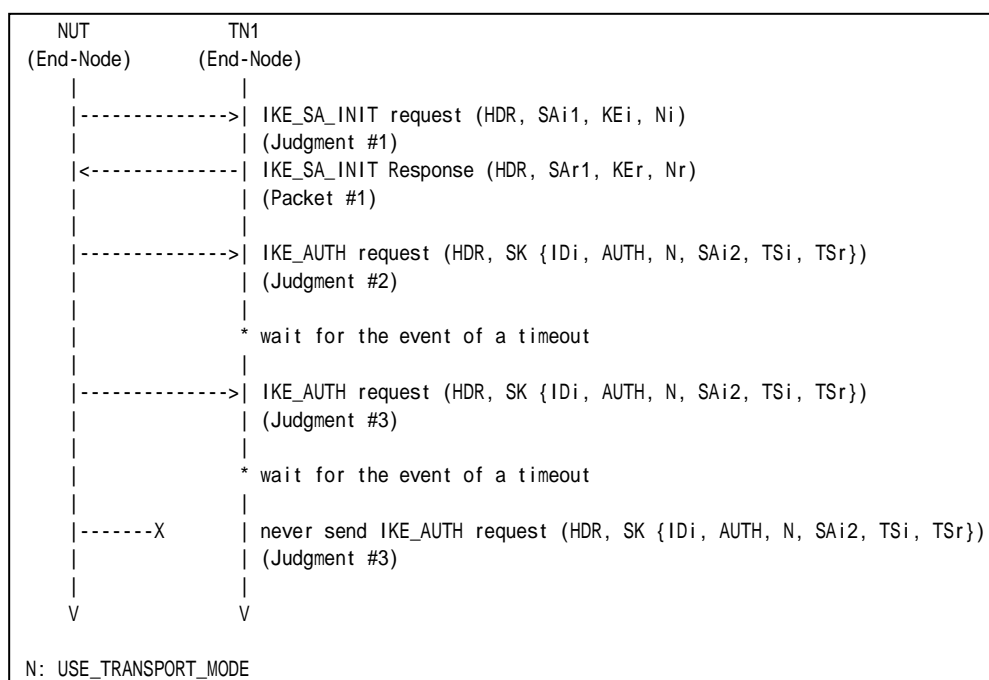 NUT TN1
(End-Node) (End-Node)
| |
|-------------->| IKE_SA_INIT request (HDR, SAi1, KEi, Ni)
| | (Judgment #1)
|<--------------| IKE_SA_INIT Response (HDR, SAr1, KEr, Nr)
| | (Packet #1)
| |
|-------------->| IKE_AUTH request (HDR, SK {IDi, AUTH, N, SAi2, TSi, TSr})
| | (Judgment #2)
| |
| * wait for the event of a timeout
| |
|-------------->| IKE_AUTH request (HDR, SK {IDi, AUTH, N, SAi2, TSi, TSr})
| | (Judgment #3)
| |
| * wait for the event of a timeout
| |
|-------X | never send IKE_AUTH request (HDR, SK {IDi, AUTH, N, SAi2, TSi, TSr})
| | (Judgment #3)
| |
V V
N: USE_TRANSPORT_MODE